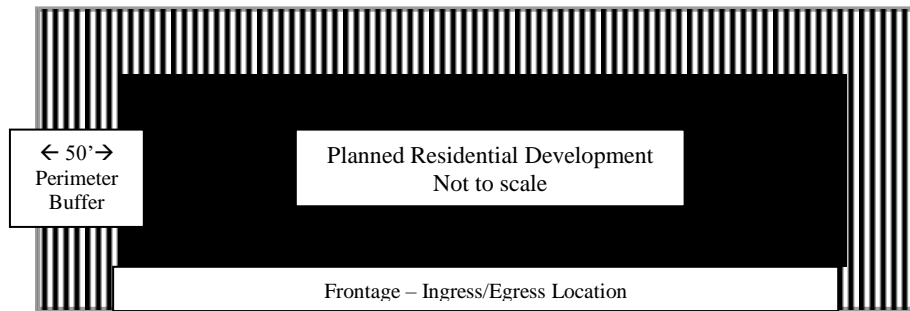 Planned Residential Development
Not to scale
← 50’→
Perimeter
Buffer
Frontage – Ingress/Egress Location